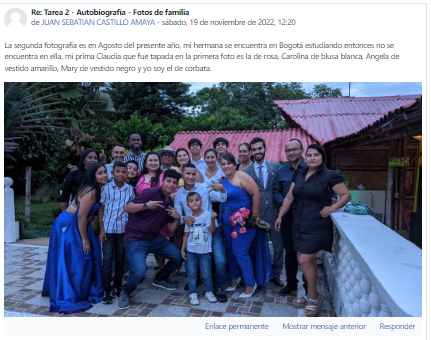 Re: Tarea 2 - Autobiografía - Fotos de familia
de JUAN SEBATIAN CASTILLO AMAYA - sábado, 19 de noviembre de 2022, 12:20
La segunda fotografía es en Agosto del presente año, mi hermana se encuentra en Bogotá estudiando entonces no se
encuentra en ella, mi prima Claudia que fue tapada en la primera foto es la de rosa, Carolina de blusa blanca, Angela de
vestido amarillo, Mary de vestido negro y yo soy el de corbata.
Enlace permanente Mostrar mensaje anterior Responder